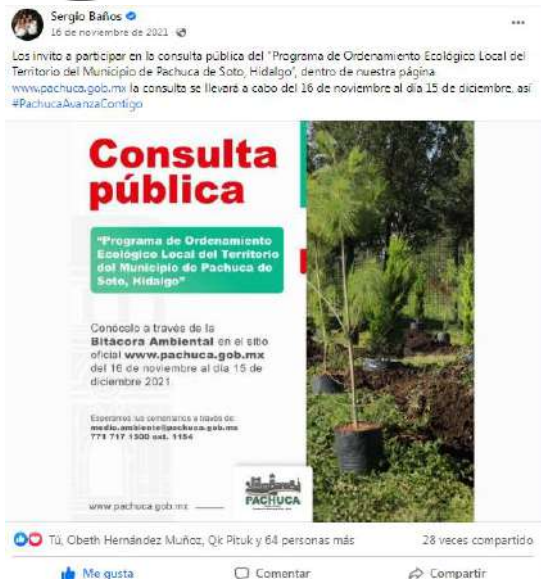 Sergio Baños
16 de noviembre de 2021
Los invito a participar en la consulta pública del "Programa de Ordenamiento Ecológico Local del
Territorio del Municipio de Pachuca de Soto, Hidalgo", dentro de nuestra página
www.pachuca.gob.mx la consulta se llevará a cabo del 16 de noviembre al día 15 de diciembre, así
#PachucaAvanzaContigo
Consulta
pública
"Programa de Ordenamiento
Ecológico Local del Territorio
del Municipio de Pachuca de
Soto, Hidalgo"
Conócelo a través de la
Bitácora Ambiental en el sitio
oficial www.pachuca.gob.mx
del 16 de noviembre al día 15 de
diciembre 2021
Esperamos tus comentarios a través de:
medio.ambiente@pachuca.gob.mx
771 717 1500 ext. 1184
www.pachuca.gob.mx
PACHUCA
Tú, Obeth Hernández Muñoz, Qk Pituk y 64 personas más
28 veces compartido
Me gusta
Comentar
Compartir